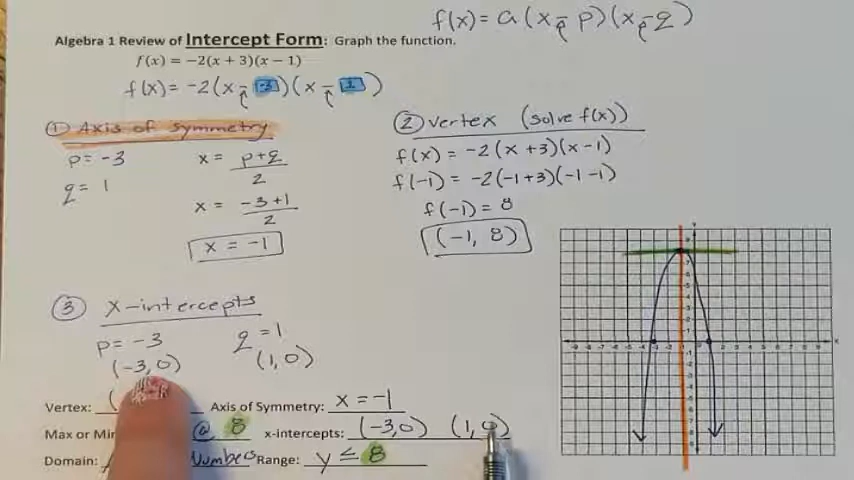 f(x) = a(x - p)(x - q)
Algebra 1 Review of Intercept Form: Graph the function.
f(x) = −2(x + 3)(x − 1)
f(x) = -2(x - -3)(x - 1)
① Axis of symmetry
p = -3
q = 1
x = p+q / 2
x = -3+1 / 2
x = -1
② Vertex (solve f(x))
f(x) = -2(x+3)(x-1)
f(-1) = -2(-1+3)(-1-1)
f(-1) = 8
(-1, 8)
③ X-intercepts
p = -3 q = 1
(-3,0) (1,0)
Vertex: ( Axis of Symmetry: x = -1
Max or Min @ 8 x-intercepts: (-3,0) (1,0)
Domain: Numbers Range: y ≤ 8